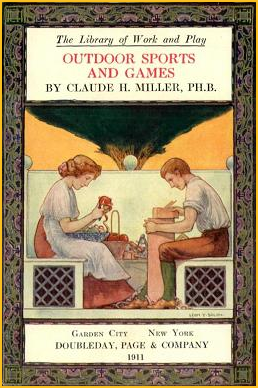 The Library of Work and Play
OUTDOOR SPORTS
AND GAMES
BY CLAUDE H. MILLER, PH.B.
GARDEN CITY NEW YORK
DOUBLEDAY, PAGE & COMPANY
1911